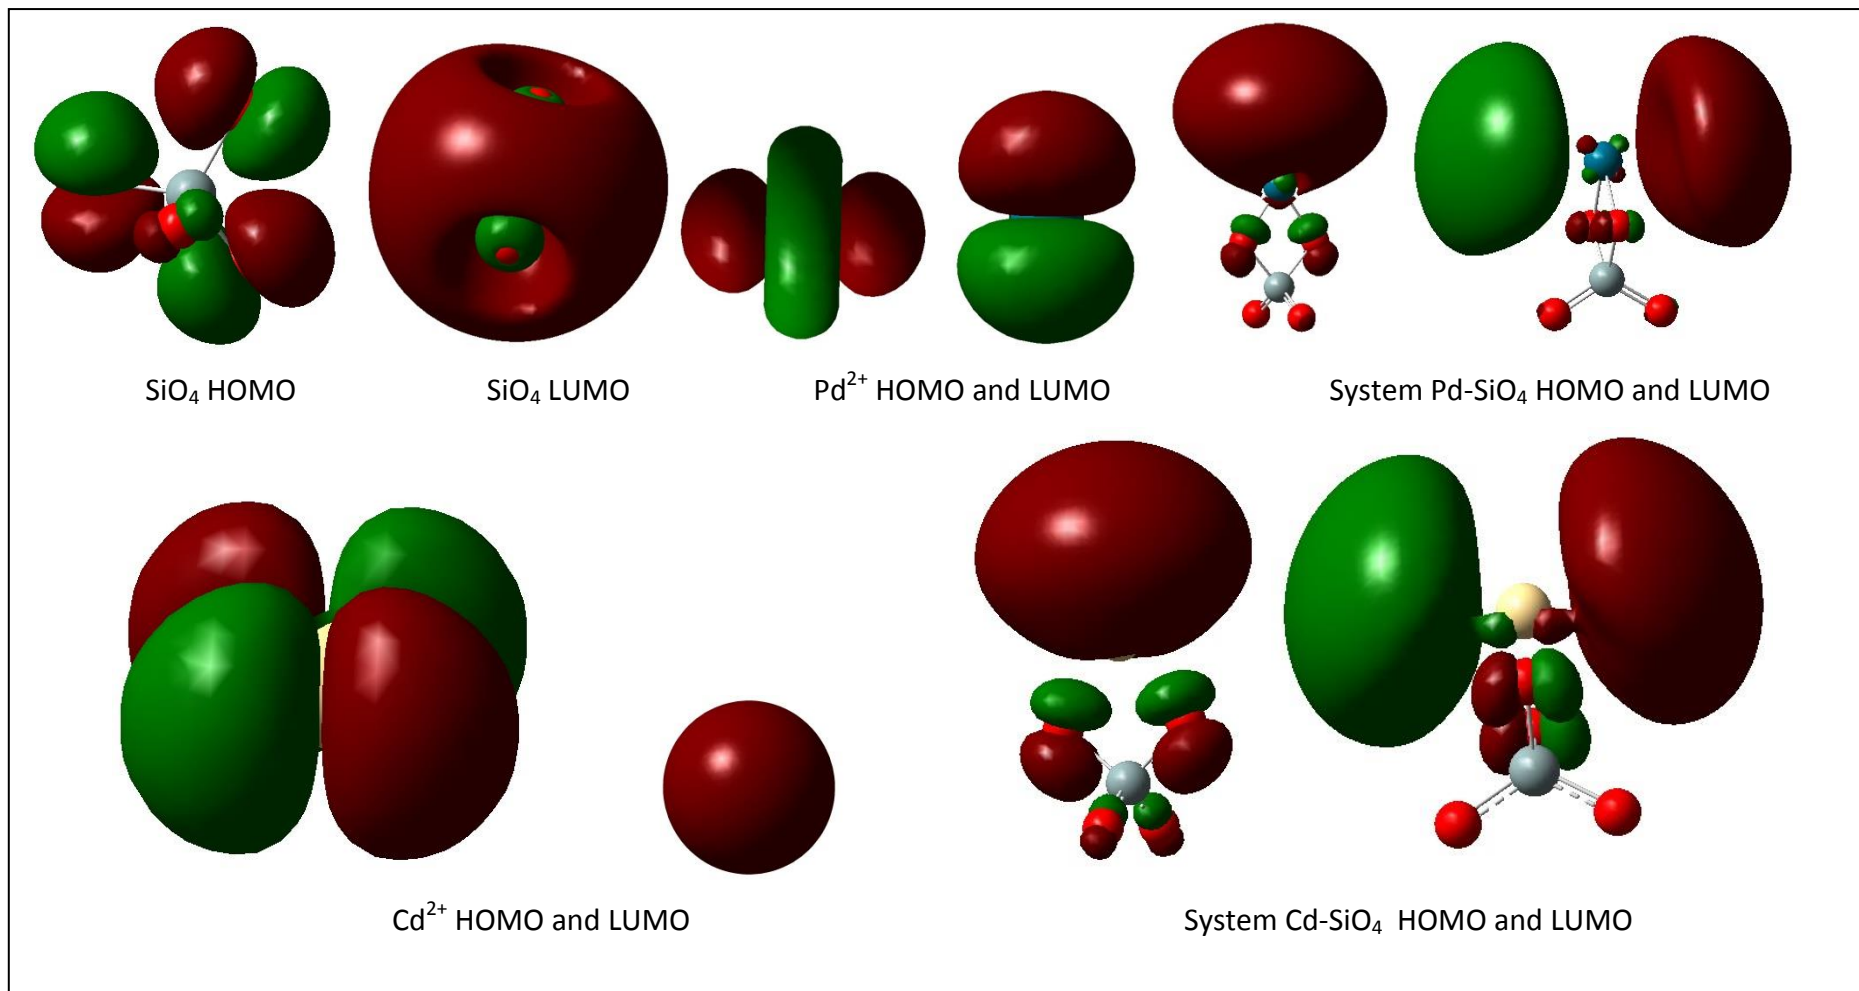 SiO₄ HOMO
SiO₄ LUMO
Pd²⁺ HOMO and LUMO
System Pd-SiO₄ HOMO and LUMO
Cd²⁺ HOMO and LUMO
System Cd-SiO₄ HOMO and LUMO